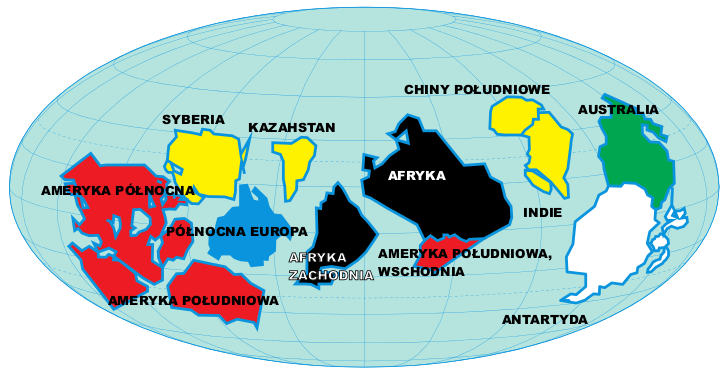 CHINY POŁUDNIOWE
AUSTRALIA
SYBERIA
KAZAHSTAN
AFRYKA
AMERYKA PÓŁNOCNA
INDIE
PÓŁNOCNA EUROPA
AFRYKA
ZACHODNIA
AMERYKA POŁUDNIOWA,
WSCHODNIA
AMERYKA POŁUDNIOWA
ANTARTYDA